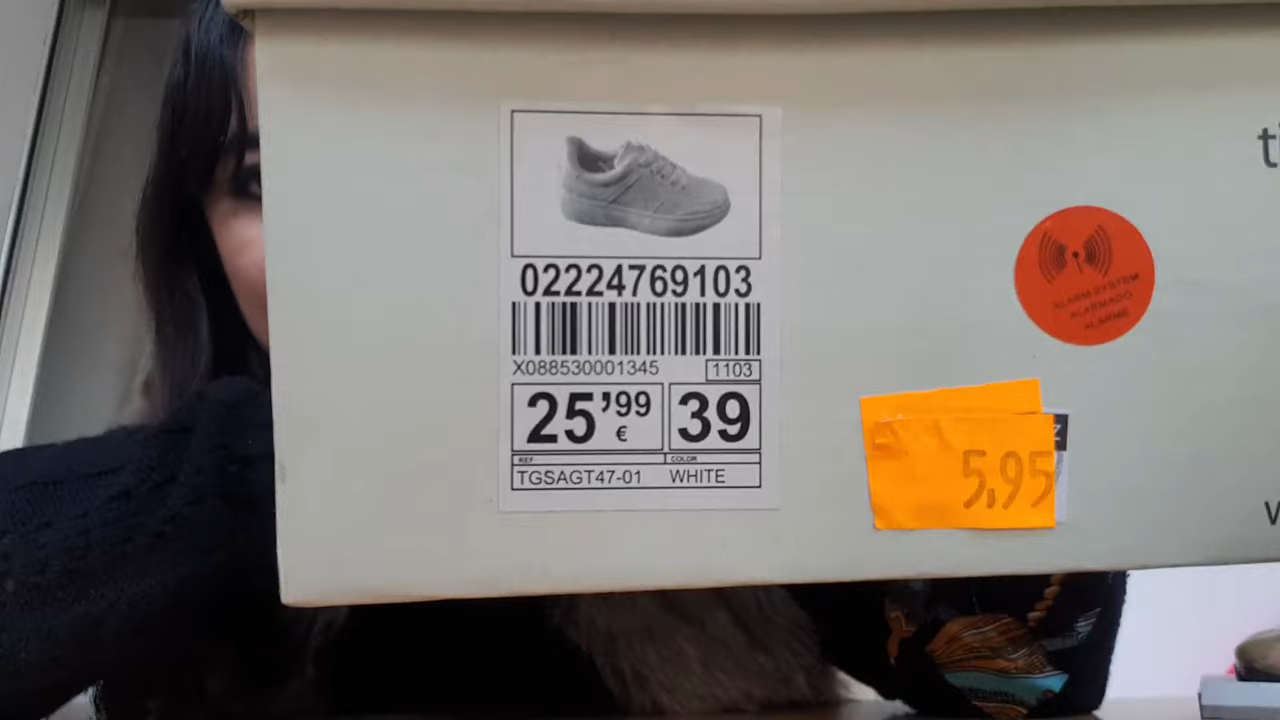 02224769103
X088530001345
1103
25'99
€
39
REF
COLOR
TGSAGT47-01
WHITE
ALARM SYSTEM
ALARMADO
ALARME
5,95